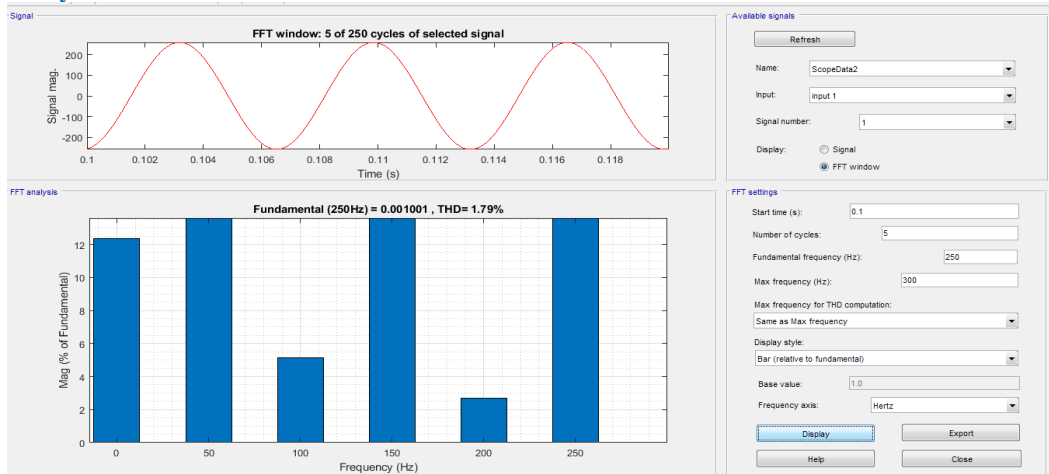 Signal
FFT window: 5 of 250 cycles of selected signal
Signal mag.
200
100
0
-100
-200
0.1 0.102 0.104 0.106 0.108 0.11 0.112 0.114 0.116 0.118
Time (s)
FFT analysis
Fundamental (250Hz) = 0.001001 , THD= 1.79%
Mag (% of Fundamental)
12
10
8
6
4
2
0
0 50 100 150 200 250
Frequency (Hz)
Available signals
Refresh
Name: ScopeData2
Input: input 1
Signal number: 1
Display: Signal
FFT window
FFT settings
Start time (s): 0.1
Number of cycles: 5
Fundamental frequency (Hz): 250
Max frequency (Hz): 300
Max frequency for THD computation:
Same as Max frequency
Display style:
Bar (relative to fundamental)
Base value: 1.0
Frequency axis: Hertz
Display Export
Help Close